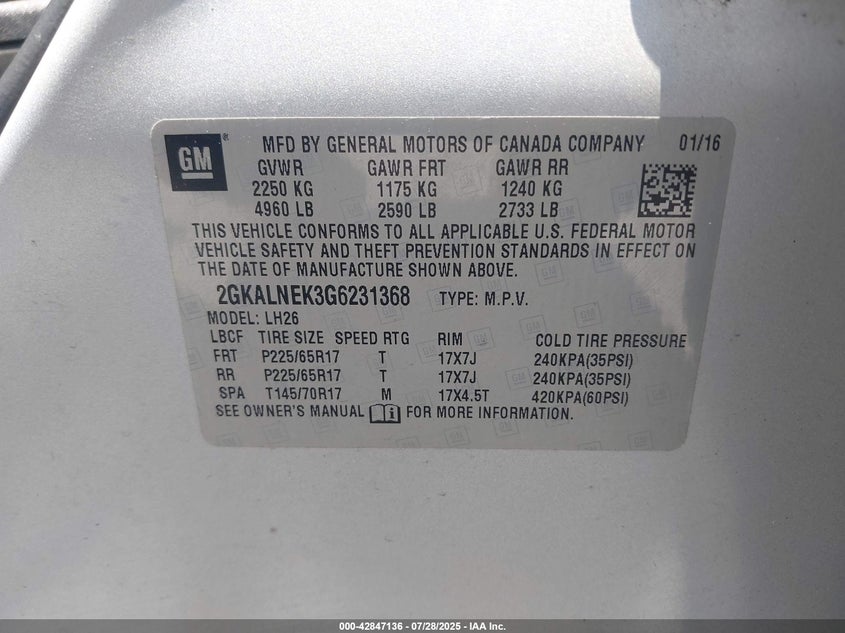 GM ® MFD BY GENERAL MOTORS OF CANADA COMPANY 01/16
GVWR GAWR FRT GAWR RR
2250 KG 1175 KG 1240 KG
4960 LB 2590 LB 2733 LB
THIS VEHICLE CONFORMS TO ALL APPLICABLE U.S. FEDERAL MOTOR
VEHICLE SAFETY AND THEFT PREVENTION STANDARDS IN EFFECT ON
THE DATE OF MANUFACTURE SHOWN ABOVE.
2GKALNEK3G6231368 TYPE: M.P.V.
MODEL: LH26
LBCF TIRE SIZE SPEED RTG RIM COLD TIRE PRESSURE
FRT P225/65R17 T 17X7J 240KPA(35PSI)
RR P225/65R17 T 17X7J 240KPA(35PSI)
SPA T145/70R17 M 17X4.5T 420KPA(60PSI)
SEE OWNER'S MANUAL FOR MORE INFORMATION.
000-42847136 - 07/28/2025 - IAA Inc.